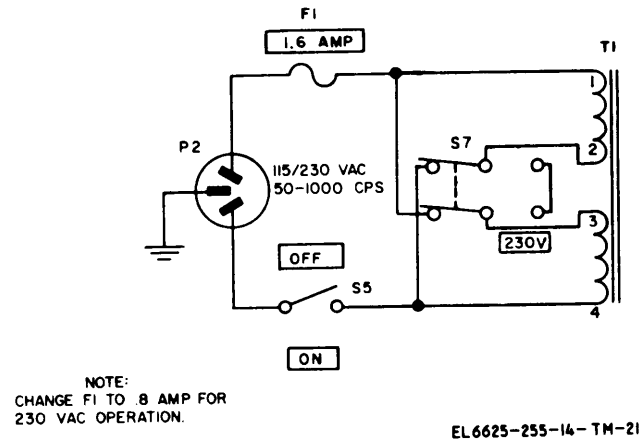 F1
1.6 AMP
T1
1
S7
P2
2
115/230 VAC
50-1000 CPS
3
230V
OFF
S5
4
ON
NOTE:
CHANGE F1 TO .8 AMP FOR
230 VAC OPERATION.
EL6625-255-14-TM-21